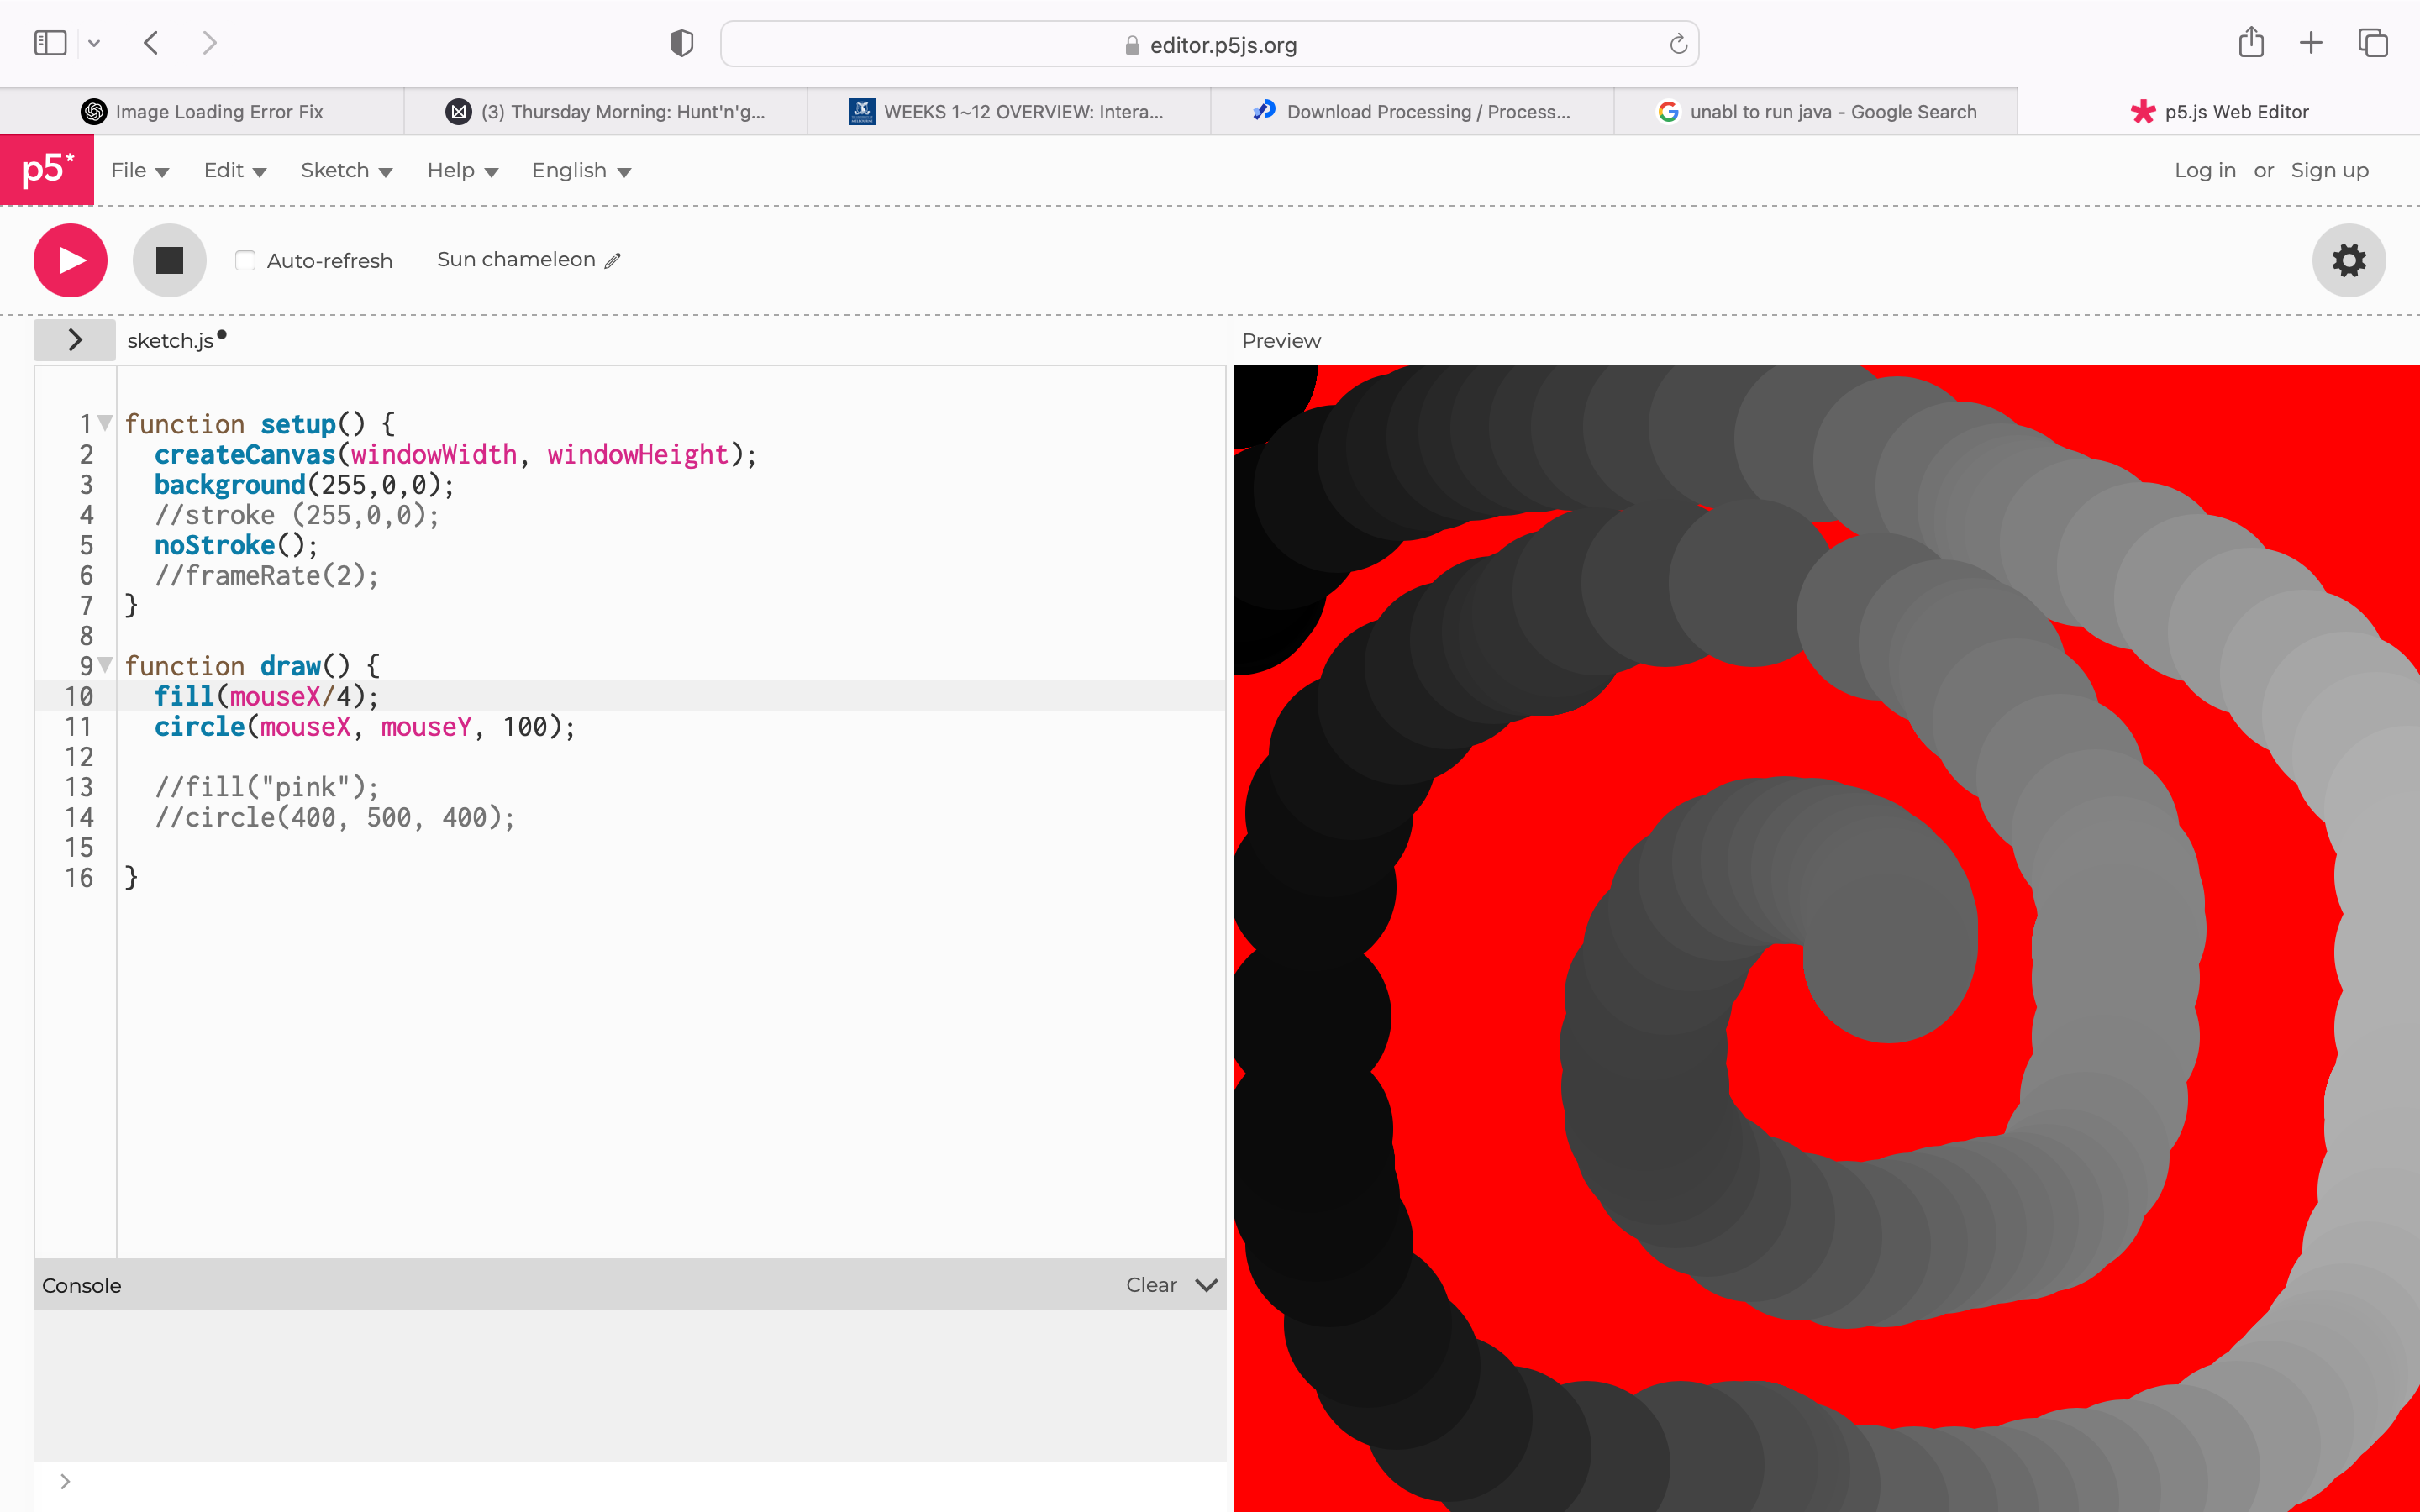 editor.p5js.org
Image Loading Error Fix
(3) Thursday Morning: Hunt'n'g...
WEEKS 1~12 OVERVIEW: Intera...
Download Processing / Process...
unabl to run java - Google Search
p5.js Web Editor
p5*
File
Edit
Sketch
Help
English
Log in or Sign up
Auto-refresh
Sun chameleon
sketch.js
Preview
1 function setup() {
2 createCanvas(windowWidth, windowHeight);
3 background(255,0,0);
4 //stroke (255,0,0);
5 noStroke();
6 //frameRate(2);
7 }
8
9 function draw() {
10 fill(mouseX/4);
11 circle(mouseX, mouseY, 100);
12
13 //fill("pink");
14 //circle(400, 500, 400);
15
16 }
Console
Clear